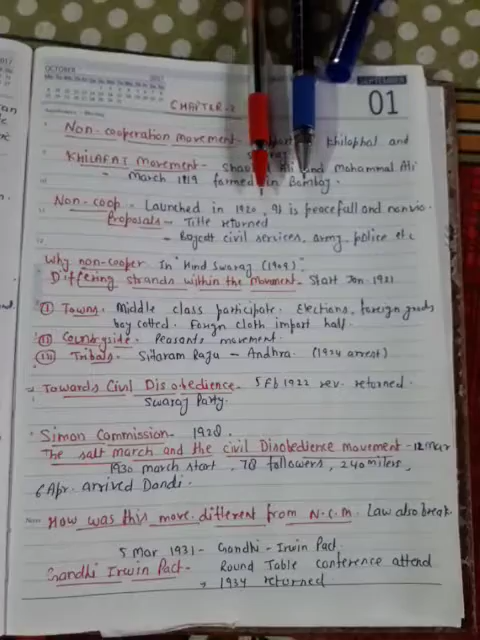 OCTOBER 2017
SEPTEMBER
01
CHAPTER-2
Non-cooperation movement- Khilaphat and
KHILAFAT Movement - Ali and Mohammad Ali
- March 1919 formed in Bombay.
Non-coop - Launched in 1920, is peacefull and
Proposals - Title returned
- Boycott civil services, army, police etc
Why non-cooper In "Hind Swaraj (1909)".
Differing strands within the movement - Start Jan. 1921
(I) Towns. Middle class participate. Elections, foreign goods
boycotted. Foreign cloth import half.
(II) Countryside. Peasants movement.
(III) Tribals. Sitaram Raju - Andhra. (1924 arrest)
Towards Civil Disobedience - 5 Fb 1922 rev. returned.
Swaraj Party.
Simon Commission - 1928.
The salt march and the civil Disobedience movement - 12 Mar
1930 march start, 78 followers, 240 milers,
6 Apr. arrived Dandi.
How was this move. different from N.C.M. Law also break.
5 Mar 1931 - Gandhi-Irwin Pact.
Gandhi Irwin Pact - Round Table conference attend
1934 returned